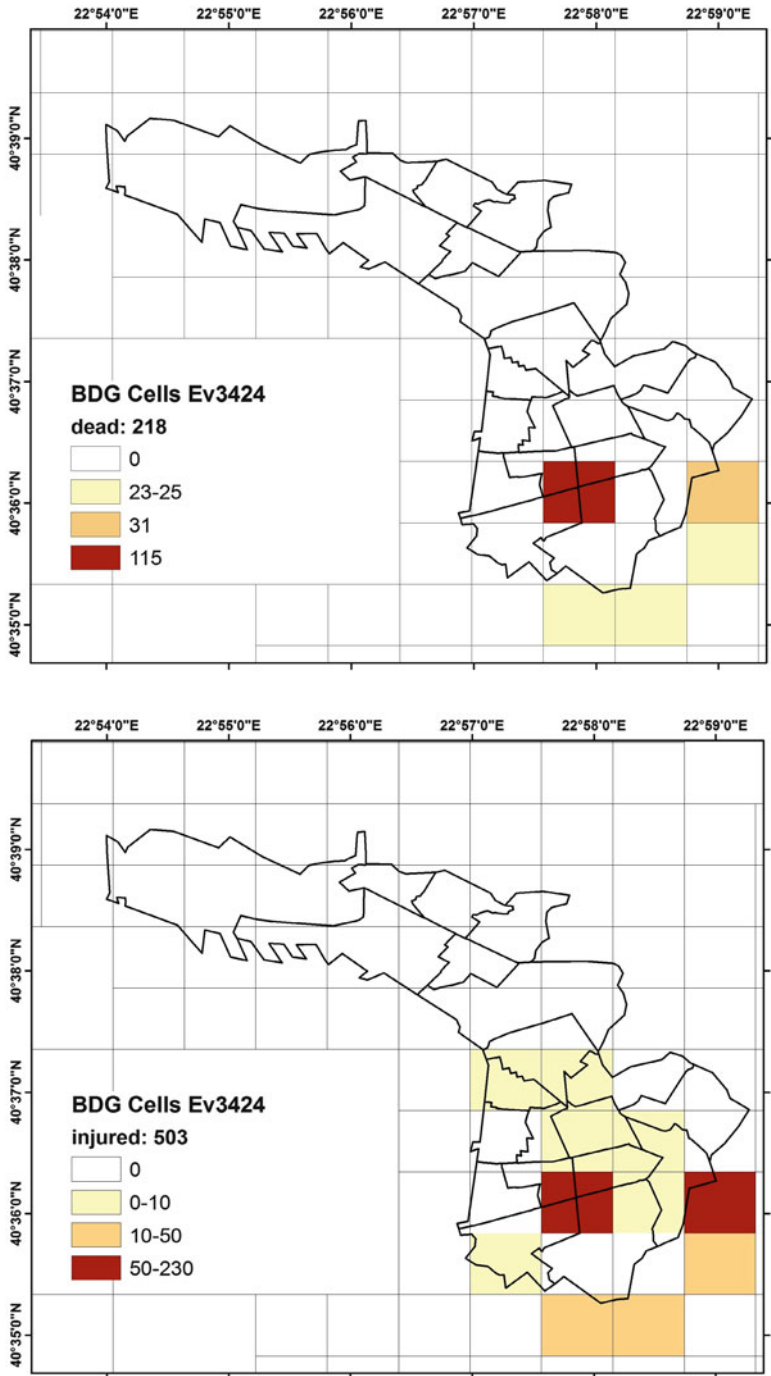 22°54'0"E 22°55'0"E 22°56'0"E 22°57'0"E 22°58'0"E 22°59'0"E
40°39'0"N
40°38'0"N
40°37'0"N
40°36'0"N
40°35'0"N
BDG Cells Ev3424
dead: 218
0
23-25
31
115
22°54'0"E 22°55'0"E 22°56'0"E 22°57'0"E 22°58'0"E 22°59'0"E
40°39'0"N
40°38'0"N
40°37'0"N
40°36'0"N
40°35'0"N
BDG Cells Ev3424
injured: 503
0
0-10
10-50
50-230